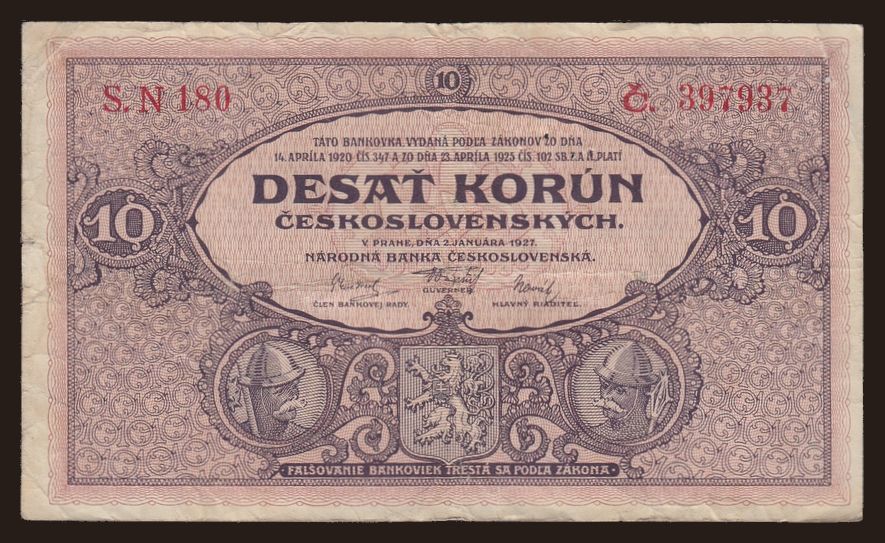 10
S. N 180
Č. 397937
TÁTO BANKOVKA, VYDANÁ PODĽA ZÁKONOV ZO DŇA
14. APRÍLA 1920 ČÍS. 347 A ZO DŇA 23. APRÍLA 1925 ČÍS. 102 SB. Z. A N., PLATÍ
DESAŤ KORÚN
ČESKOSLOVENSKÝCH.
10
10
V PRAHE, DŇA 2. JANUÁRA 1927.
NÁRODNÁ BANKA ČESKOSLOVENSKÁ.
ČLEN BANKOVEJ RADY.
GUVERNÉR
HLAVNÝ RIADITEĽ.
FALŠOVANIE BANKOVIEK TRESTÁ SA PODĽA ZÁKONA